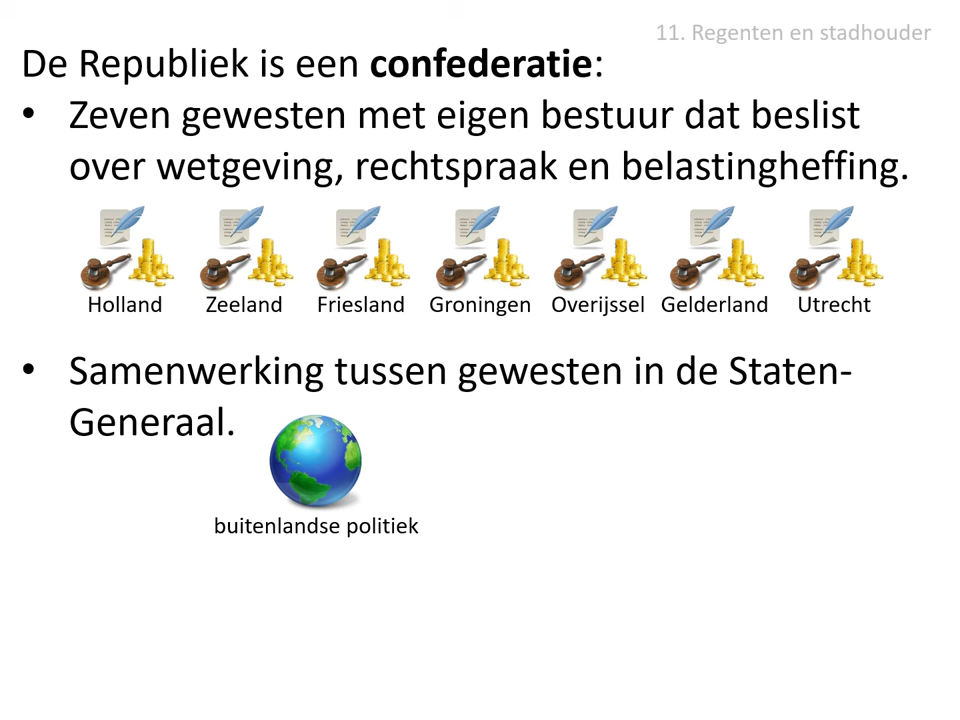 11. Regenten en stadhouder
De Republiek is een confederatie:
• Zeven gewesten met eigen bestuur dat beslist
over wetgeving, rechtspraak en belastingheffing.
Holland Zeeland Friesland Groningen Overijssel Gelderland Utrecht
• Samenwerking tussen gewesten in de Staten-
Generaal.
buitenlandse politiek